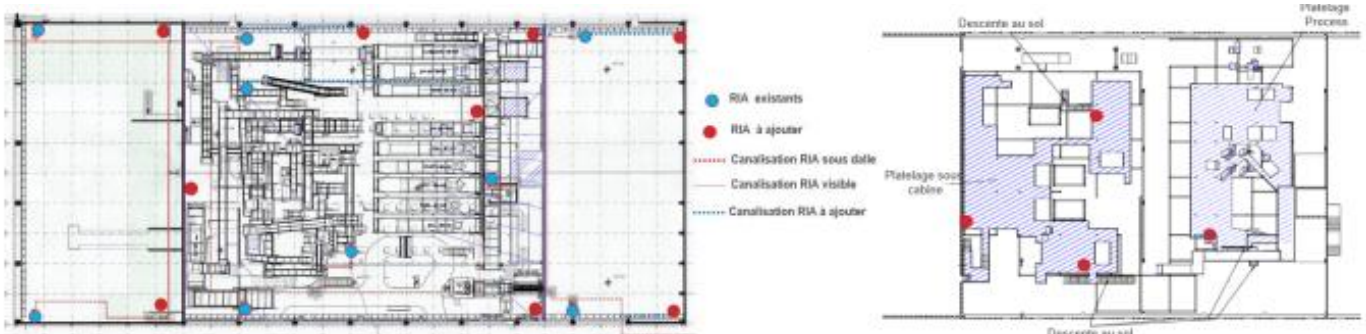 Platelage
Process
Descente au sol
RIA existants
RIA à ajouter
Canalisation RIA sous dalle
Canalisation RIA visible
Canalisation RIA à ajouter
Platelage sous
cabine
Descente au sol